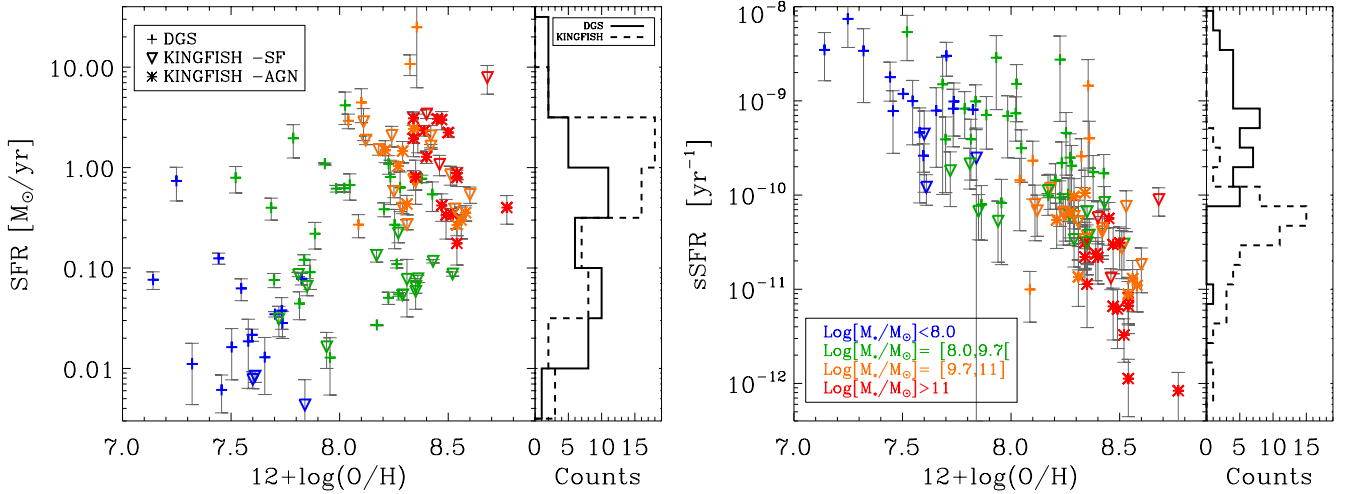 SFR [M☉/yr]
10.00
1.00
0.10
0.01
DGS
KINGFISH -SF
KINGFISH -AGN
7.0 7.5 8.0 8.5
12+log(O/H)
DGS
KINGFISH
0 5 10 15
Counts
sSFR [yr⁻¹]
10⁻⁸
10⁻⁹
10⁻¹⁰
10⁻¹¹
10⁻¹²
Log[M⋆/M☉]<8.0
Log[M⋆/M☉]= [8.0,9.7[
Log[M⋆/M☉]= [9.7,11]
Log[M⋆/M☉]>11
7.0 7.5 8.0 8.5
12+log(O/H)
DGS
KINGFISH
0 5 10 15
Counts